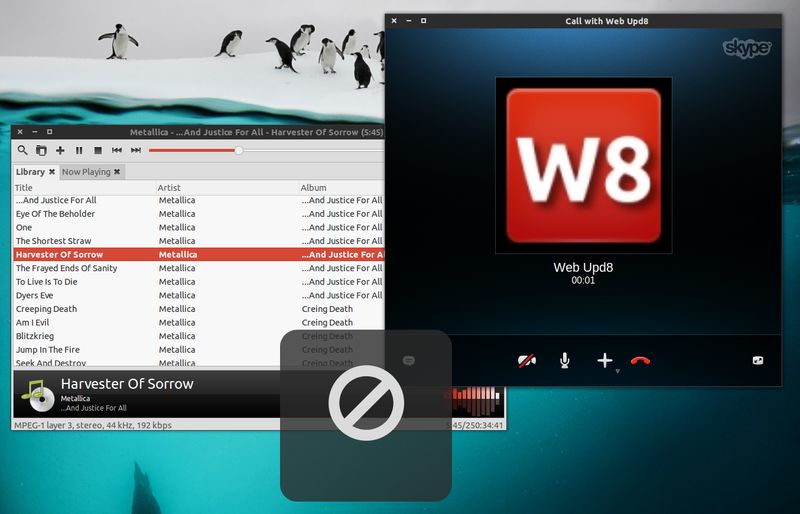 Call with Web Upd8
skype
W8
Web Upd8
00:01
Metallica - ...And Justice For All - Harvester Of Sorrow (5:45)
Library
Now Playing
Title Artist Album
...And Justice For All Metallica ...And Justice For All
Eye Of The Beholder Metallica ...And Justice For All
One Metallica ...And Justice For All
The Shortest Straw Metallica ...And Justice For All
Harvester Of Sorrow Metallica ...And Justice For Al
The Frayed Ends Of Sanity Metallica ...And Justice For All
To Live Is To Die Metallica ...And Justice For All
Dyers Eve Metallica ...And Justice For All
Creeping Death Metallica Creing Death
Am I Evil Metallica Creing Death
Blitzkrieg Metallica Creing Death
Jump In The Fire Metallica Creing Death
Seek And Destroy Metallica Creing Death
Harvester Of Sorrow
Metallica
...And Justice For All
MPEG-1 layer 3, stereo, 44 kHz, 192 kbps 5:45/250:34:41